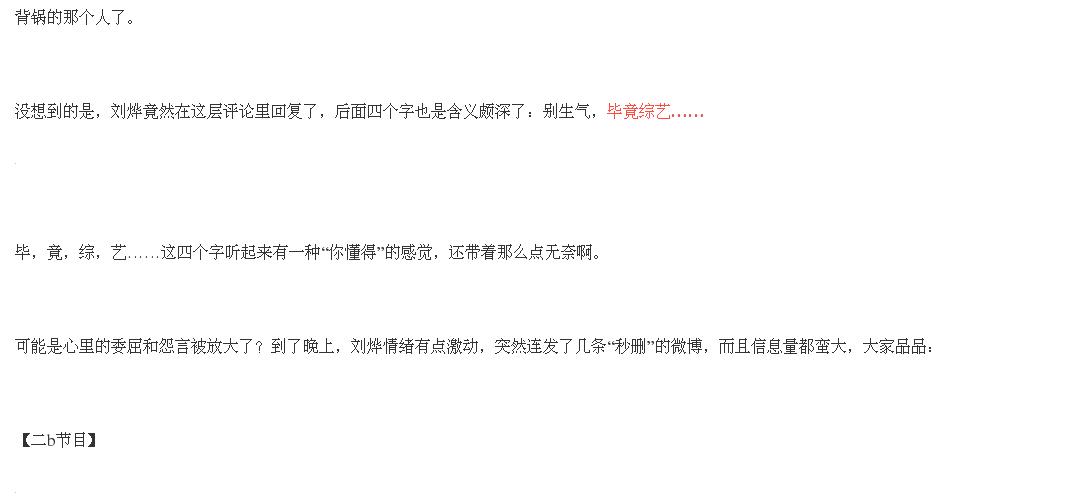 背锅的那个人了。
没想到的是，刘烨竟然在这层评论里回复了，后面四个字也是含义颇深了：别生气，毕竟综艺……
毕，竟，综，艺……这四个字听起来有一种“你懂得”的感觉，还带着那么点无奈啊。
可能是心里的委屈和怨言被放大了？到了晚上，刘烨情绪有点激动，突然连发了几条“秒删”的微博，而且信息量都蛮大，大家品品：
【二b节目】